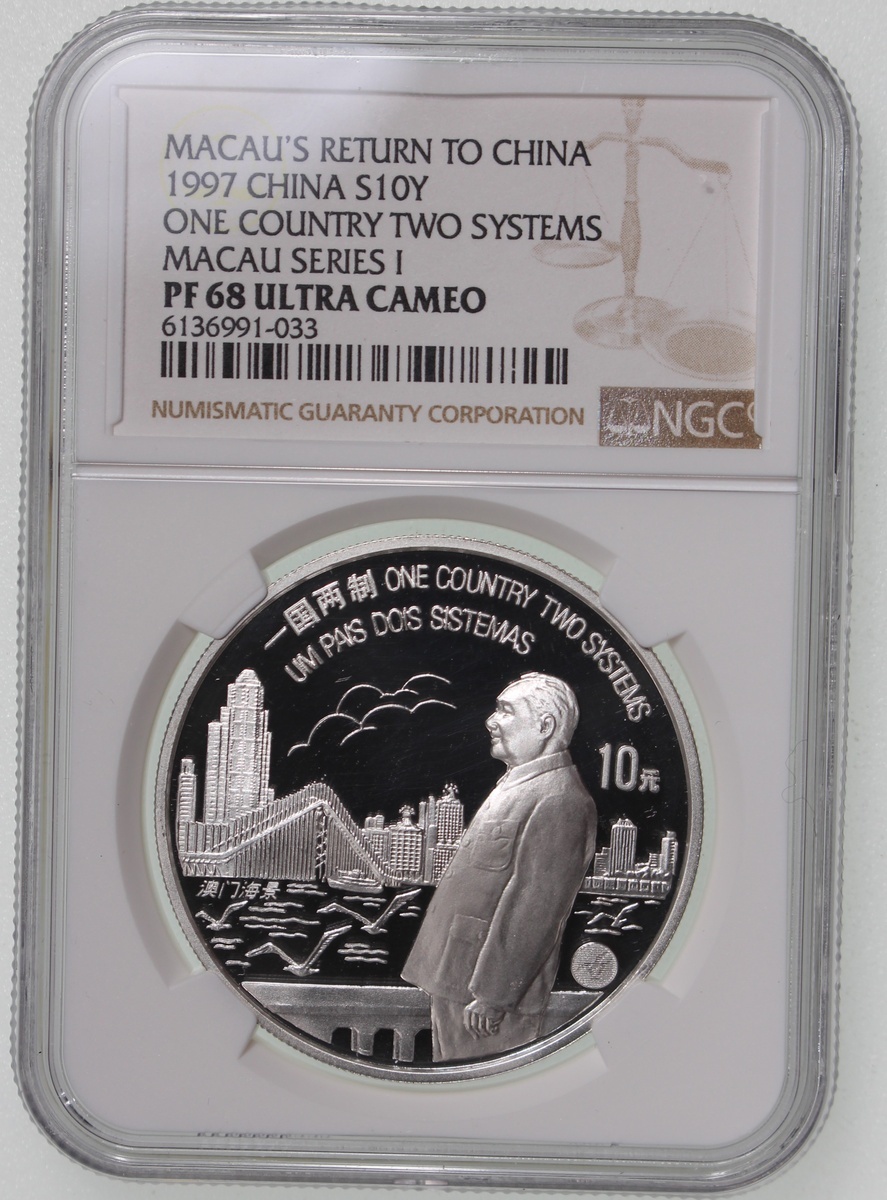 MACAU'S RETURN TO CHINA
1997 CHINA S10Y
ONE COUNTRY TWO SYSTEMS
MACAU SERIES I
PF 68 ULTRA CAMEO
6136991-033
NUMISMATIC GUARANTY CORPORATION
NGC
一国两制 ONE COUNTRY TWO SYSTEMS
UM PAIS DOIS SISTEMAS
10元
澳门海景